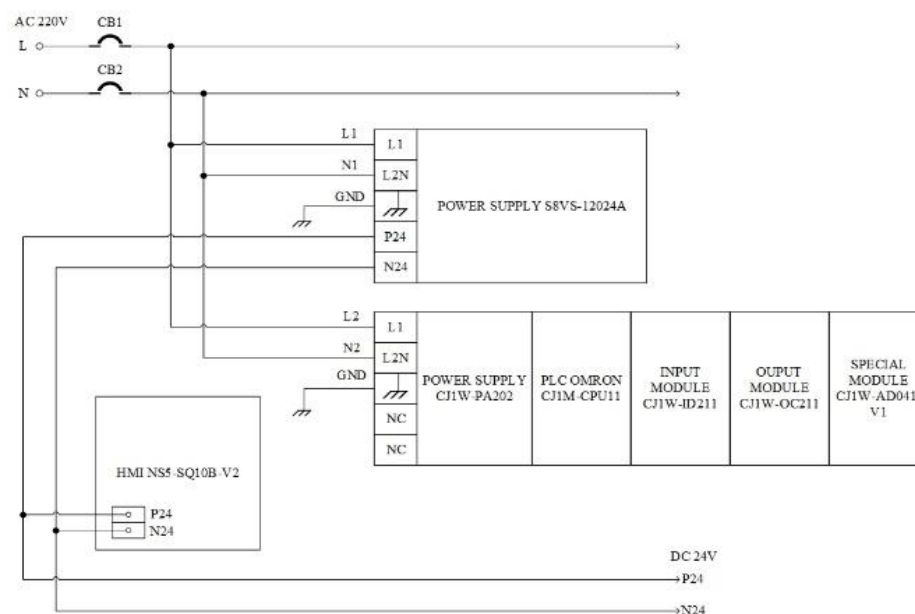 AC 220V
CB1
L
CB2
N
L1
L1
N1
L2N
GND
POWER SUPPLY S8VS-12024A
P24
N24
L2
L1
N2
L2N
GND
NC
NC
POWER SUPPLY
CJ1W-PA202
PLC OMRON
CJ1M-CPU11
INPUT
MODULE
CJ1W-ID211
OUPUT
MODULE
CJ1W-OC211
SPECIAL
MODULE
CJ1W-AD041
V1
HMI NS5-SQ10B-V2
P24
N24
DC 24V
P24
N24